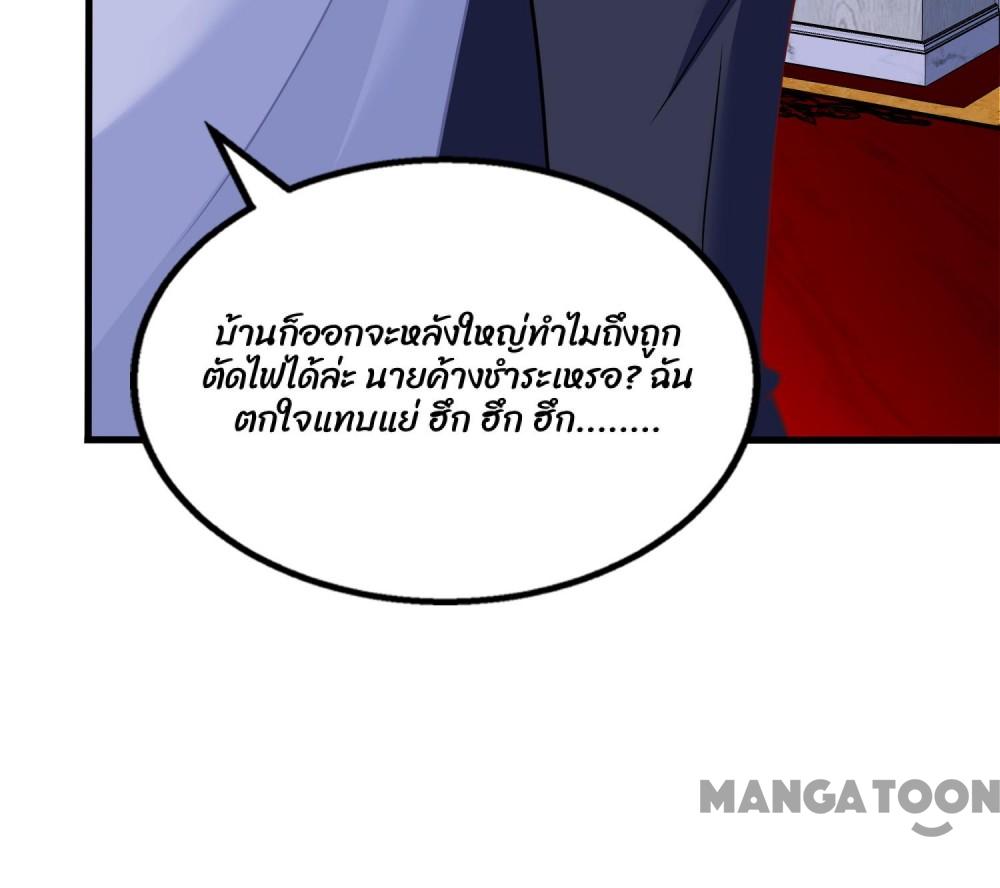 บ้านก็ออกจะหลังใหญ่ทำไมถึงถูก
ตัดไฟได้ล่ะ นายค้างชำระเหรอ? ฉัน
ตกใจแทบแย่ ฮึก ฮึก ฮึก........
MANGATOON